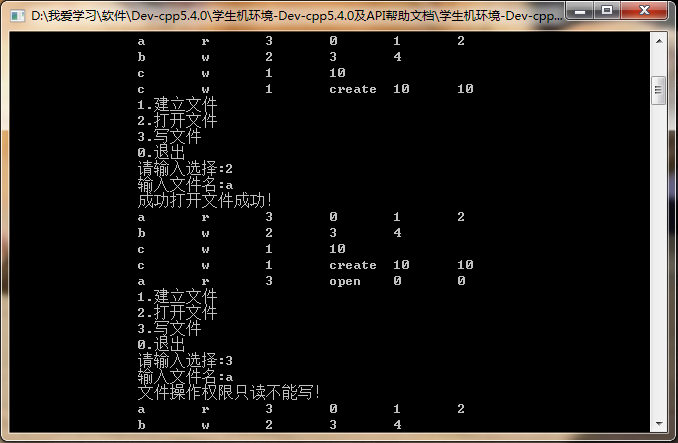 D:\我爱学习\软件\Dev-cpp5.4.0\学生机环境-Dev-cpp5.4.0及API帮助文档\学生机环境-Dev-cpp...
a r 3 0 1 2
b w 2 3 4
c w 1 10
c w 1 create 10 10
1.建立文件
2.打开文件
3.写文件
0.退出
请输入选择:2
输入文件名:a
成功打开文件成功!
a r 3 0 1 2
b w 2 3 4
c w 1 10
c w 1 create 10 10
a r 3 open 0 0
1.建立文件
2.打开文件
3.写文件
0.退出
请输入选择:3
输入文件名:a
文件操作权限只读不能写!
a r 3 0 1 2
b w 2 3 4